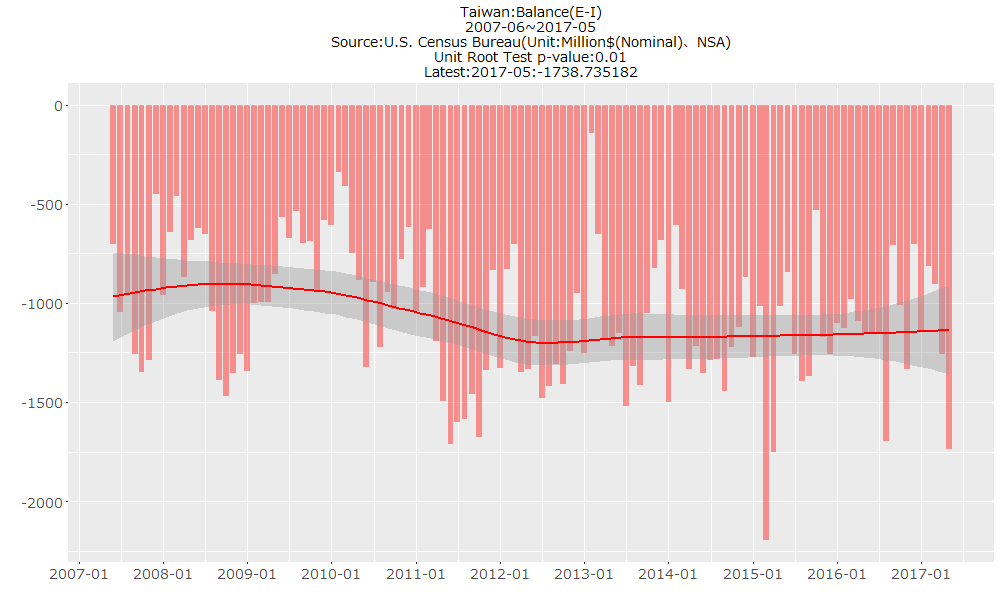 Taiwan:Balance(E-I)
2007-06~2017-05
Source:U.S. Census Bureau(Unit:Million$(Nominal)、NSA)
Unit Root Test p-value:0.01
Latest:2017-05:-1738.735182
0
-500
-1000
-1500
-2000
2007-01 2008-01 2009-01 2010-01 2011-01 2012-01 2013-01 2014-01 2015-01 2016-01 2017-01